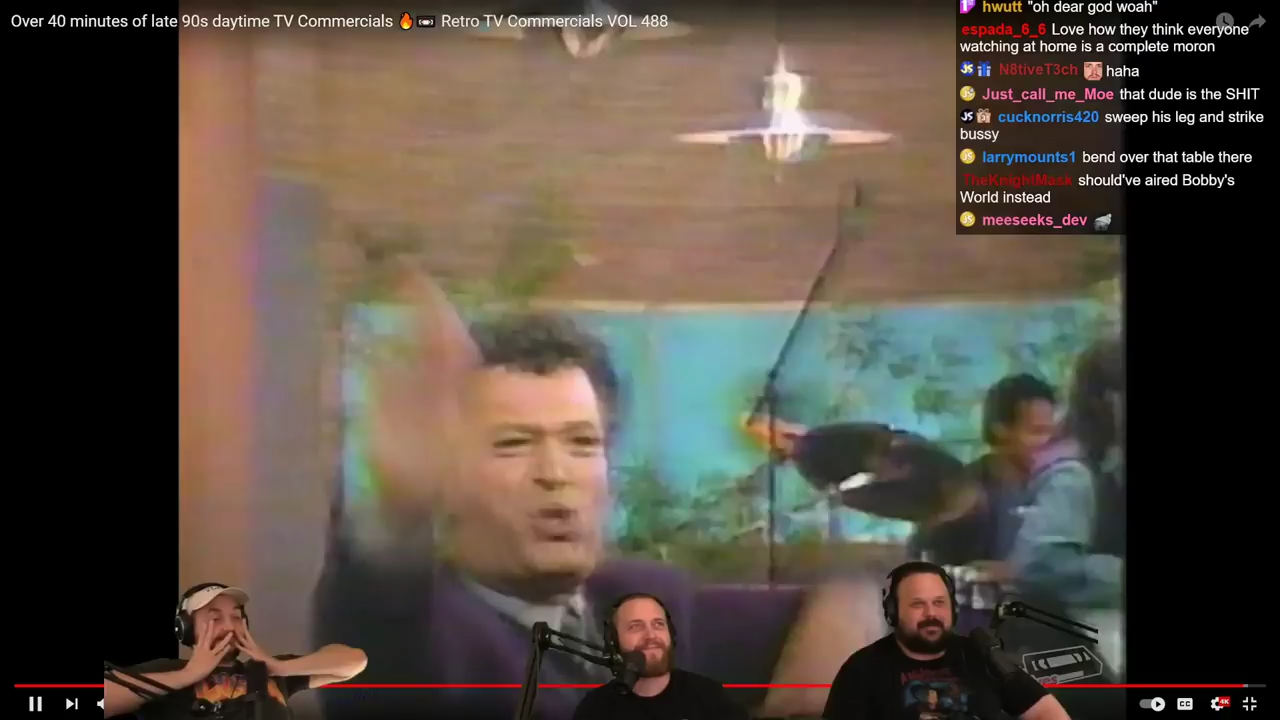 Over 40 minutes of late 90s daytime TV Commercials 🔥📼 Retro TV Commercials VOL 488
hwutt "oh dear god woah"
espada_6_6 Love how they think everyone
watching at home is a complete moron
N8tiveT3ch haha
Just_call_me_Moe that dude is the SHIT
cucknorris420 sweep his leg and strike
bussy
larrymounts1 bend over that table there
TheKnightMask should've aired Bobby's
World instead
meeseeks_dev
CC
4K